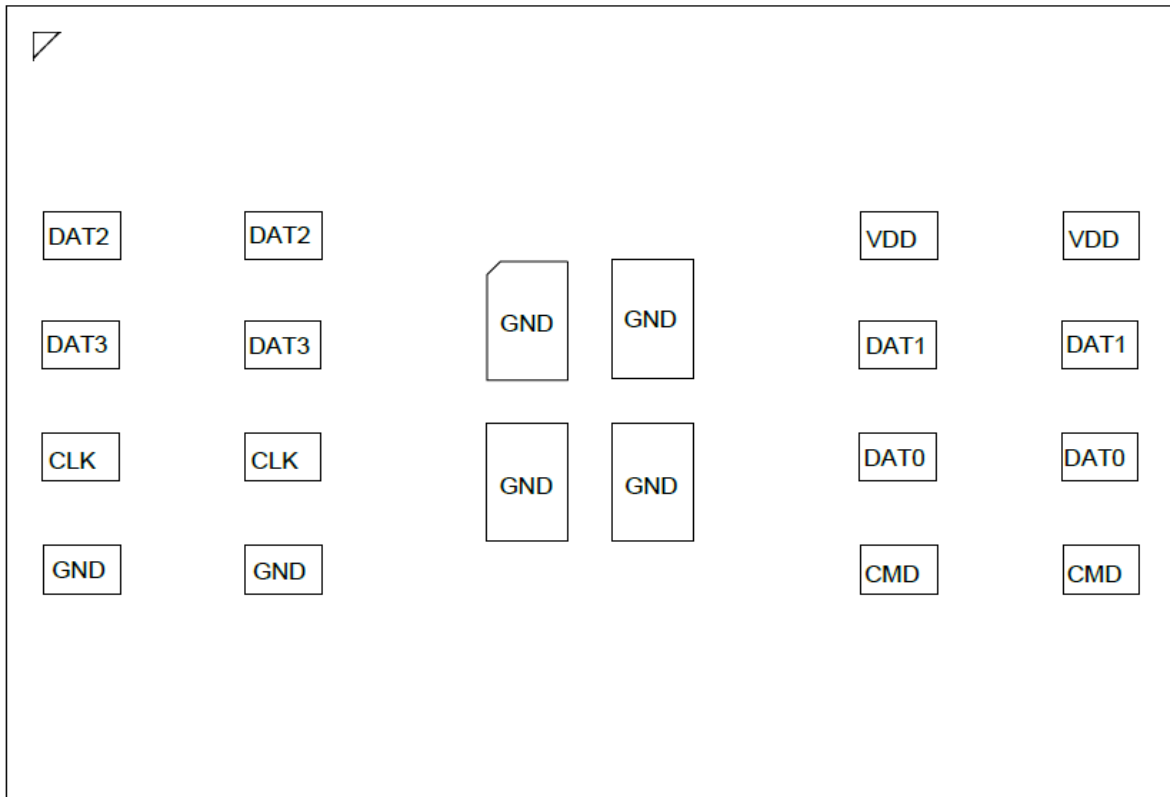 DAT2 DAT2 VDD VDD
GND GND
DAT3 DAT3 DAT1 DAT1
CLK CLK DAT0 DAT0
GND GND
GND GND CMD CMD